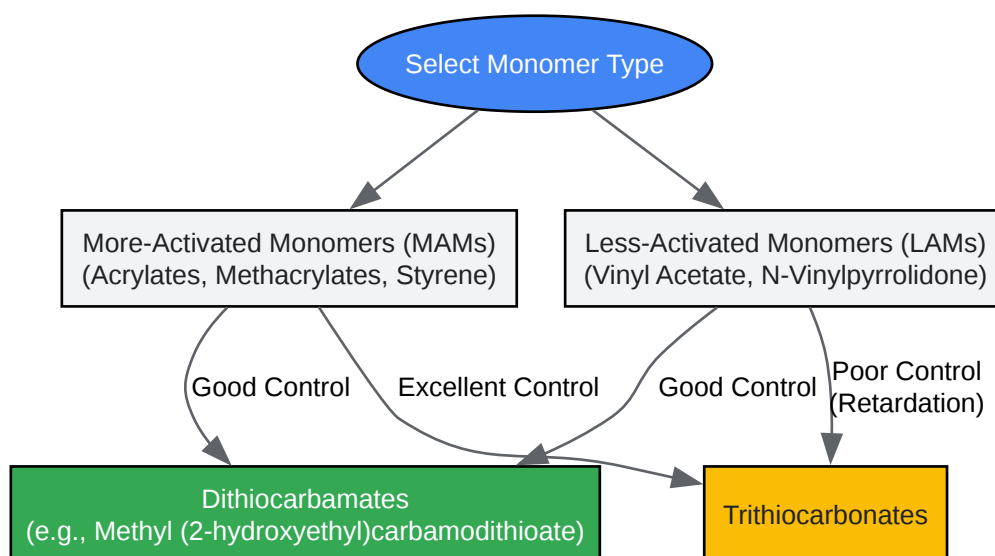 Select Monomer Type
More-Activated Monomers (MAMs)
(Acrylates, Methacrylates, Styrene)
Less-Activated Monomers (LAMs)
(Vinyl Acetate, N-Vinylpyrrolidone)
Good Control
Excellent Control
Good Control
Poor Control
(Retardation)
Dithiocarbamates
(e.g., Methyl (2-hydroxyethyl)carbamodithioate)
Trithiocarbonates